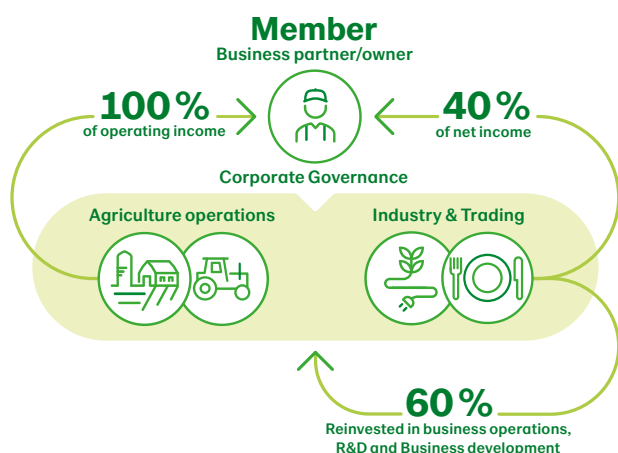 Member
Business partner/owner
100 %
of operating income
40 %
of net income
Corporate Governance
Agriculture operations
Industry & Trading
60 %
Reinvested in business operations,
R&D and Business development